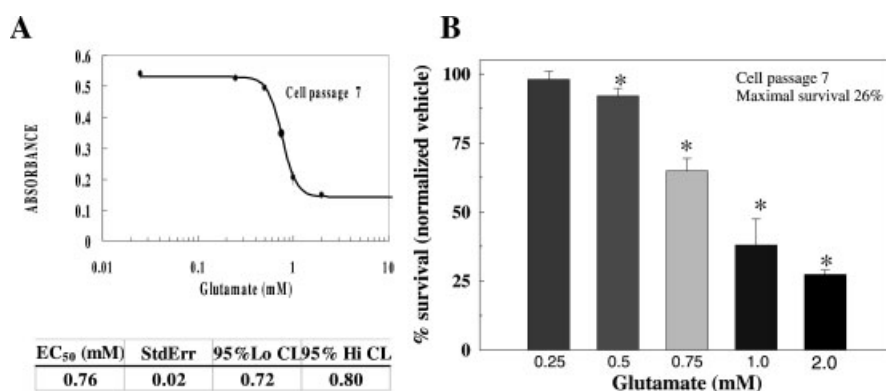 A
0.6
0.5
0.4
0.3
0.2
0.1
0
ABSORBANCE
Cell passage 7
0.01
0.1
1
10
Glutamate (mM)
EC50 (mM) StdErr 95%Lo CL 95% Hi CL
0.76 0.02 0.72 0.80
B
100
75
50
25
0
% survival (normalized vehicle)
Cell passage 7
Maximal survival 26%
*
*
*
*
0.25 0.5 0.75 1.0 2.0
Glutamate (mM)